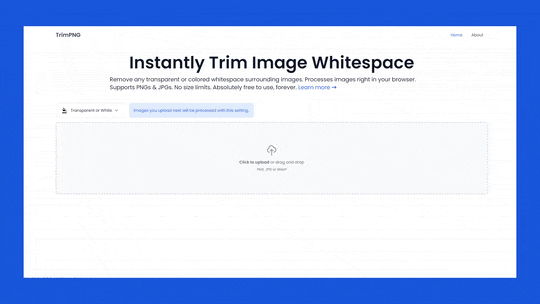 TrimPNG
Home About
Instantly Trim Image Whitespace
Remove any transparent or colored whitespace surrounding images. Processes images right in your browser.
Supports PNGs & JPGs. No size limits. Absolutely free to use, forever. Learn more →
Transparent or White
Images you upload next will be processed with this setting.
Click to upload or drag and drop
PNG, JPG or WebP